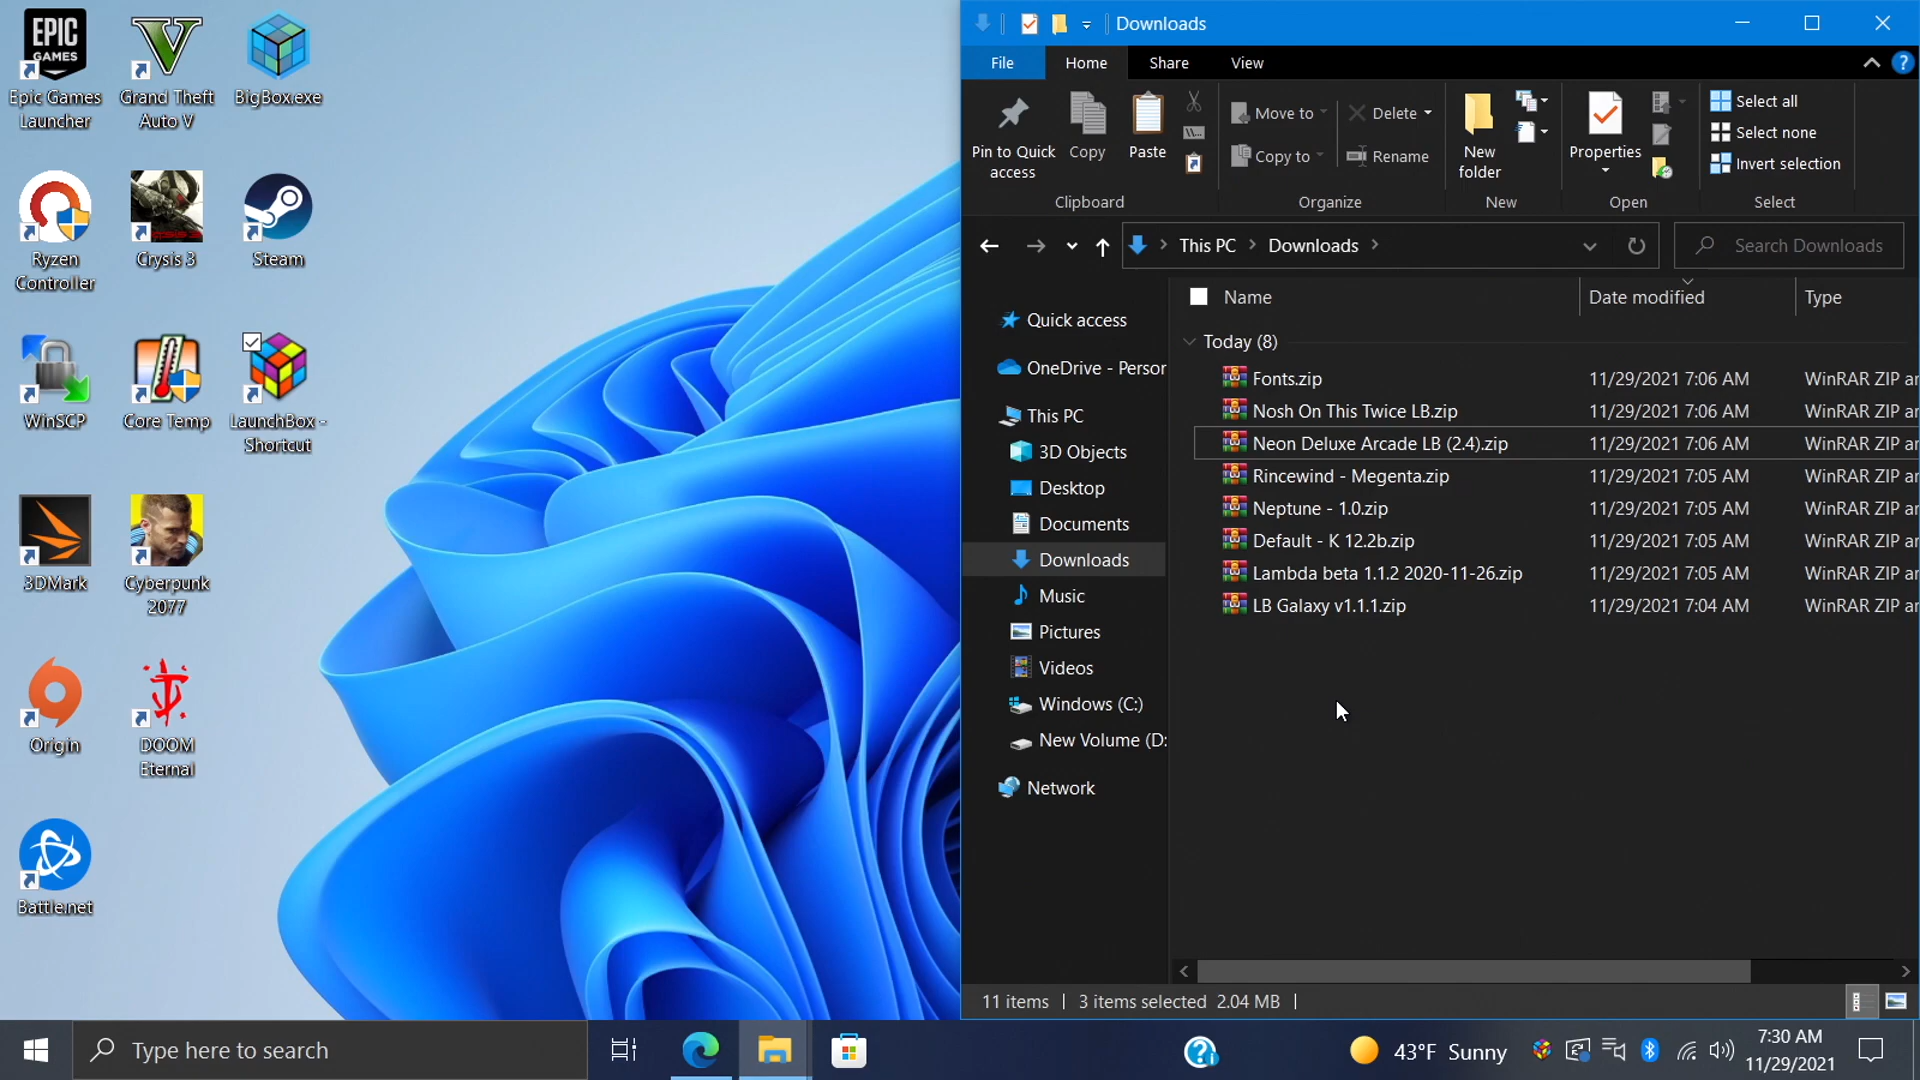 EPIC
GAMES
Epic Games
Launcher
Grand Theft
Auto V
BigBox.exe
Ryzen
Controller
Crysis 3
Steam
WinSCP
Core Temp
LaunchBox -
Shortcut
3DMark
Cyberpunk
2077
Origin
DOOM
Eternal
Battle.net
Downloads
File
Home
Share
View
Pin to Quick
access
Copy
Paste
Clipboard
Move to
Delete
Copy to
Rename
Organize
New
folder
New
Properties
Open
Select all
Select none
Invert selection
Select
This PC
Downloads
Search Downloads
Quick access
OneDrive - Persor
This PC
3D Objects
Desktop
Documents
Downloads
Music
Pictures
Videos
Windows (C:)
New Volume (D:
Network
Name
Date modified
Type
Today (8)
Fonts.zip 11/29/2021 7:06 AM WinRAR ZIP ar
Nosh On This Twice LB.zip 11/29/2021 7:06 AM WinRAR ZIP ar
Neon Deluxe Arcade LB (2.4).zip 11/29/2021 7:06 AM WinRAR ZIP ar
Rincewind - Megenta.zip 11/29/2021 7:05 AM WinRAR ZIP ar
Neptune - 1.0.zip 11/29/2021 7:05 AM WinRAR ZIP ar
Default - K 12.2b.zip 11/29/2021 7:05 AM WinRAR ZIP ar
Lambda beta 1.1.2 2020-11-26.zip 11/29/2021 7:05 AM WinRAR ZIP ar
LB Galaxy v1.1.1.zip 11/29/2021 7:04 AM WinRAR ZIP ar
11 items 3 items selected 2.04 MB
Type here to search
43°F Sunny
7:30 AM
11/29/2021